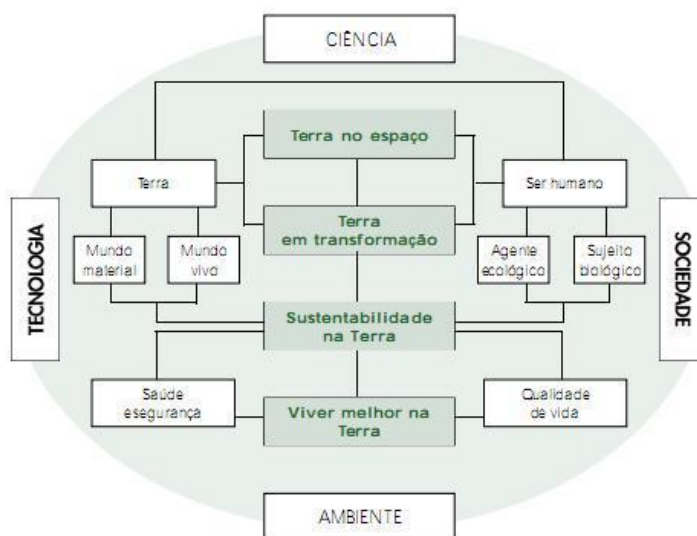 CIÊNCIA
Terra no espaço
Terra
Ser humano
Terra
em transformação
TECNOLOGIA
SOCIEDADE
Mundo
material
Mundo
vivo
Agente
ecológico
Sujeito
biológico
Sustentabilidade
na Terra
Saúde
esegurança
Qualidade
de vida
Viver melhor na
Terra
AMBIENTE